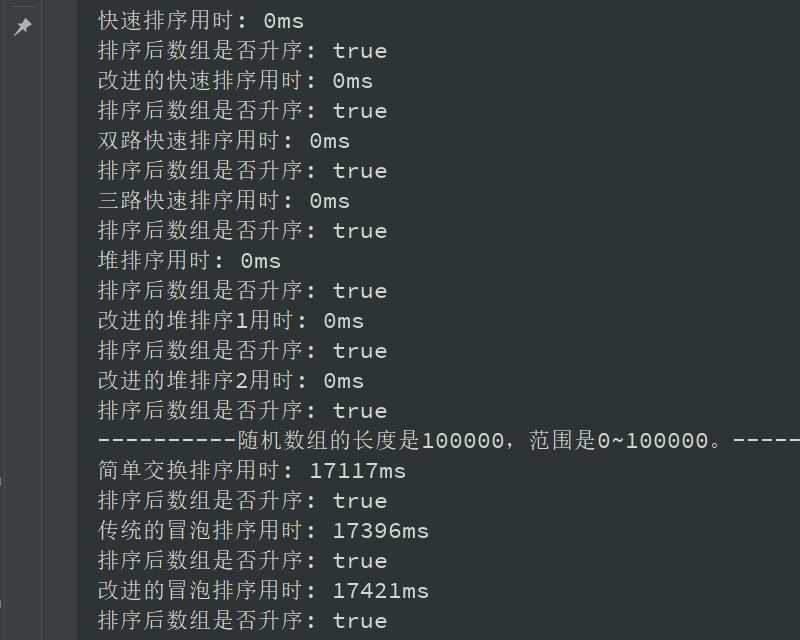 快速排序用时: 0ms
排序后数组是否升序: true
改进的快速排序用时: 0ms
排序后数组是否升序: true
双路快速排序用时: 0ms
排序后数组是否升序: true
三路快速排序用时: 0ms
排序后数组是否升序: true
堆排序用时: 0ms
排序后数组是否升序: true
改进的堆排序1用时: 0ms
排序后数组是否升序: true
改进的堆排序2用时: 0ms
排序后数组是否升序: true
----------随机数组的长度是100000，范围是0~100000。-----
简单交换排序用时: 17117ms
排序后数组是否升序: true
传统的冒泡排序用时: 17396ms
排序后数组是否升序: true
改进的冒泡排序用时: 17421ms
排序后数组是否升序: true